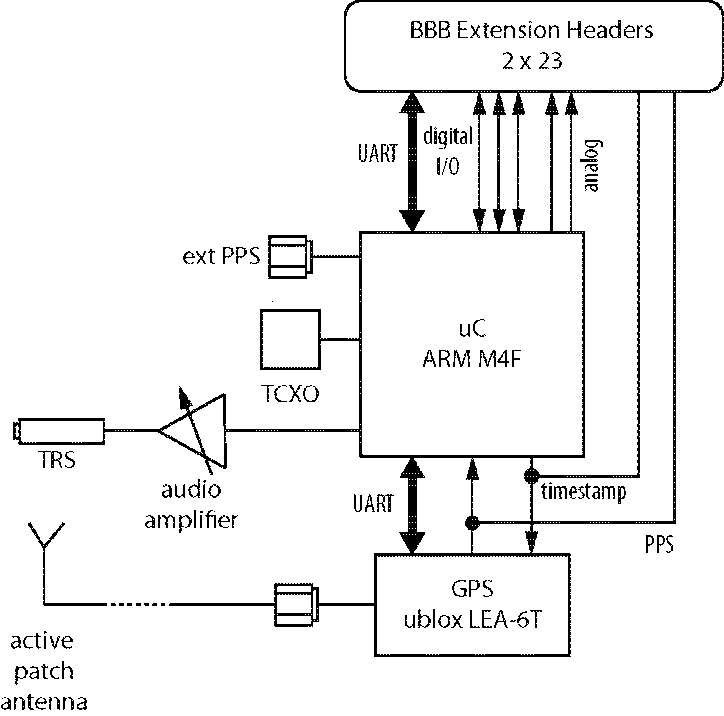 BBB Extension Headers
2 x 23
UART
digital
I/O
analog
ext PPS
uC
ARM M4F
TCXO
TRS
audio
amplifier
UART
timestamp
PPS
GPS
ublox LEA-6T
active
patch
antenna